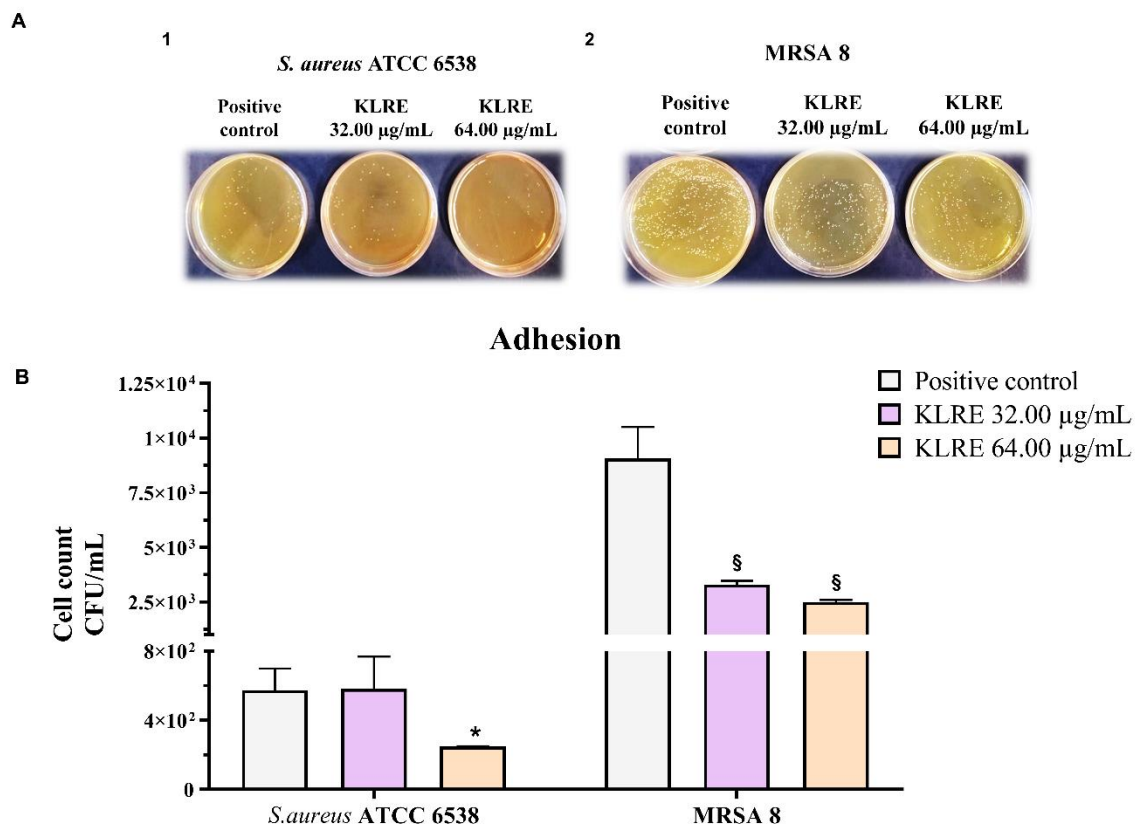 A
1
S. aureus ATCC 6538
Positive
control
KLRE
32.00 µg/mL
KLRE
64.00 µg/mL
2
MRSA 8
Positive
control
KLRE
32.00 µg/mL
KLRE
64.00 µg/mL
Adhesion
B
Cell count
CFU/mL
1.25×10⁴
1×10⁴
7.5×10³
5×10³
2.5×10³
8×10²
4×10²
0
§
§
*
S.aureus ATCC 6538
MRSA 8
Positive control
KLRE 32.00 µg/mL
KLRE 64.00 µg/mL